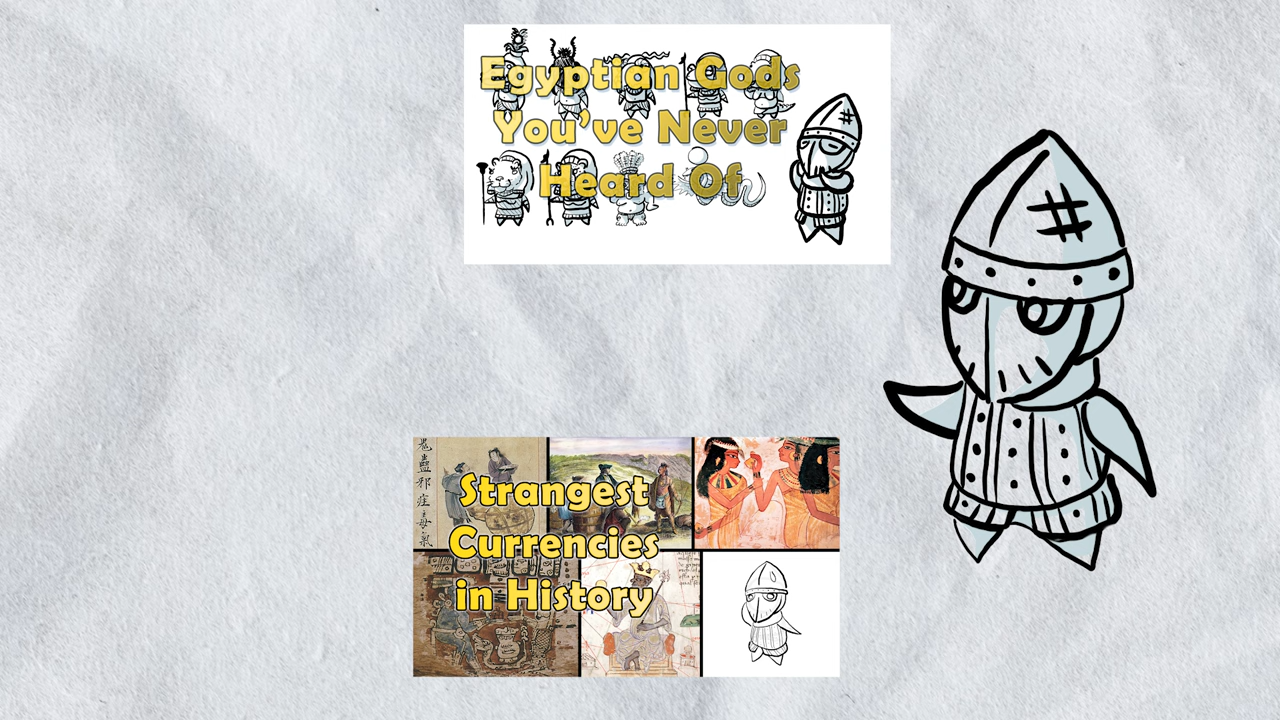 Egyptian Gods
You've Never
Heard Of
Strangest
Currencies
in History